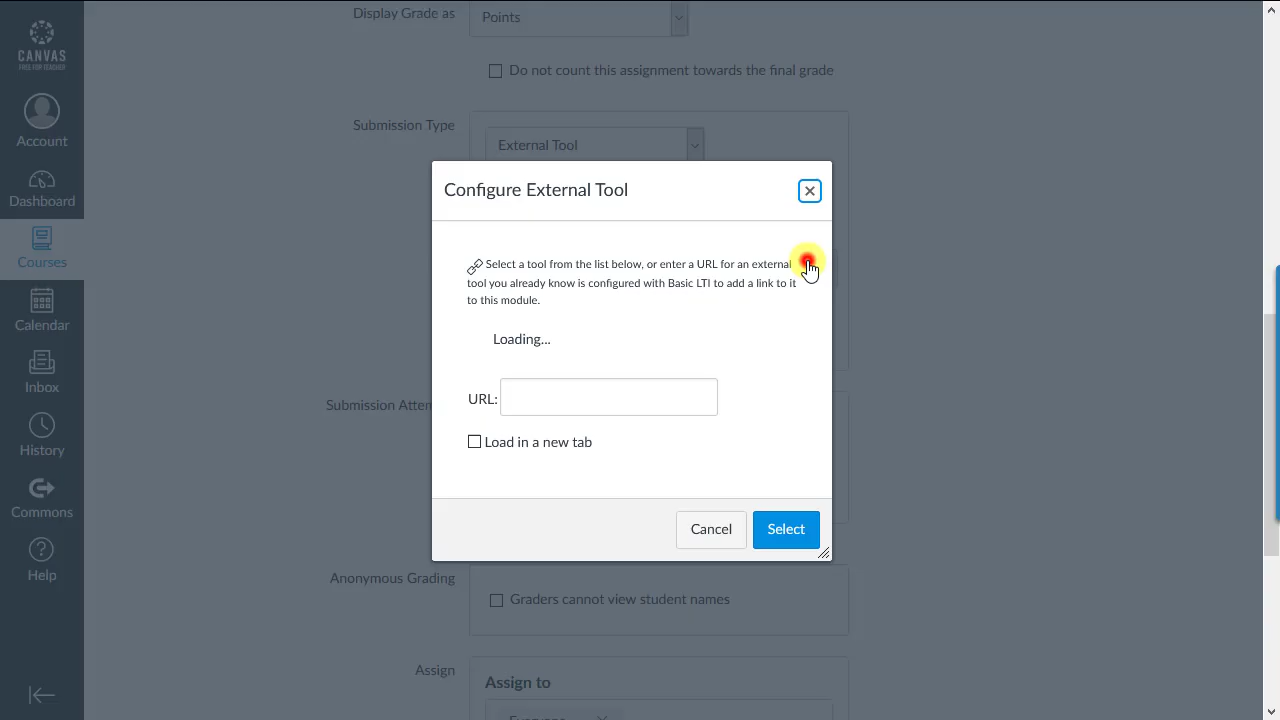 Display Grade as
Points
CANVAS
FREE FOR TEACHER
Do not count this assignment towards the final grade
Submission Type
External Tool
Account
Configure External Tool
Dashboard
Courses
Select a tool from the list below, or enter a URL for an external
tool you already know is configured with Basic LTI to add a link to it
to this module.
Calendar
Loading...
Inbox
URL:
Submission Attem
History
Load in a new tab
Commons
Cancel
Select
Help
Anonymous Grading
Graders cannot view student names
Assign
Assign to
Everyone